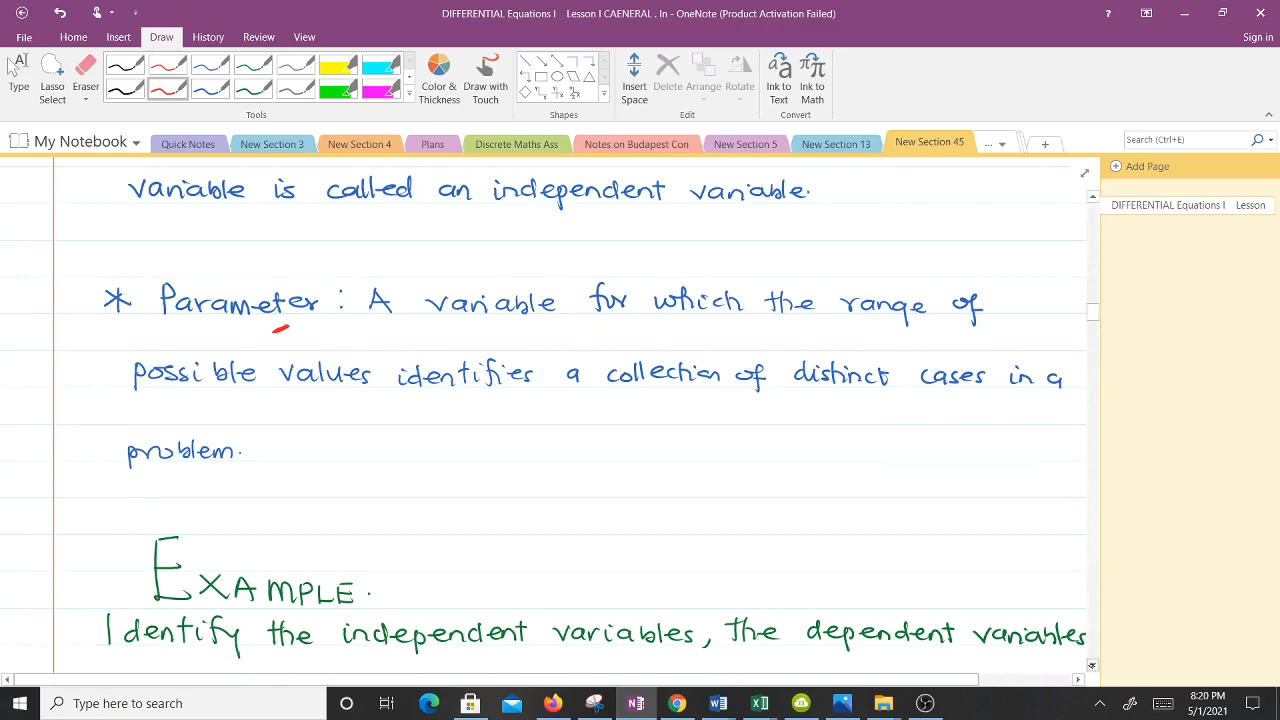 DIFFERENTIAL Equations I Lesson I CAENERAL . In - OneNote (Product Activation Failed)
File Home Insert Draw History Review View Sign in
Type Lasso Select Eraser Color & Thickness Draw with Touch Insert Space Delete Arrange Rotate Ink to Text Ink to Math
Tools Shapes Edit Convert
My Notebook Quick Notes New Section 3 New Section 4 Plans Discrete Maths Ass Notes on Budapest Con New Section 5 New Section 13 New Section 45 ... Search (Ctrl+E)
Add Page
DIFFERENTIAL Equations I Lesson
variable is called an independent variable.
* Parameter : A variable for which the range of
possible values identifies a collection of distinct cases in a
problem.
EXAMPLE.
Identify the independent variables, the dependent variables
Type here to search
8:20 PM
5/1/2021